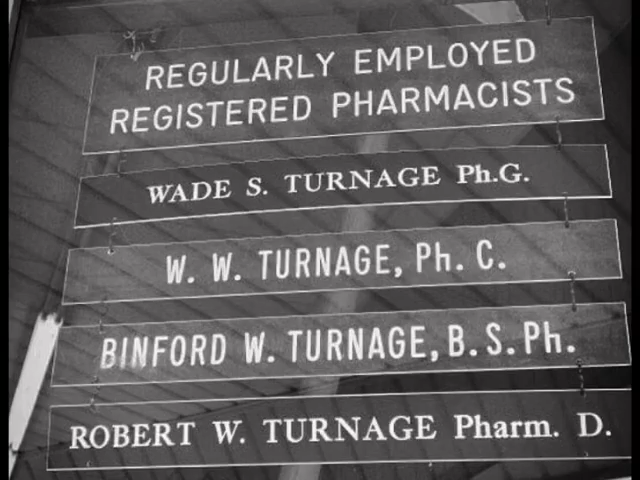 REGULARLY EMPLOYED
REGISTERED PHARMACISTS
WADE S. TURNAGE Ph.G.
W. W. TURNAGE, Ph. C.
BINFORD W. TURNAGE, B. S. Ph.
ROBERT W. TURNAGE Pharm. D.